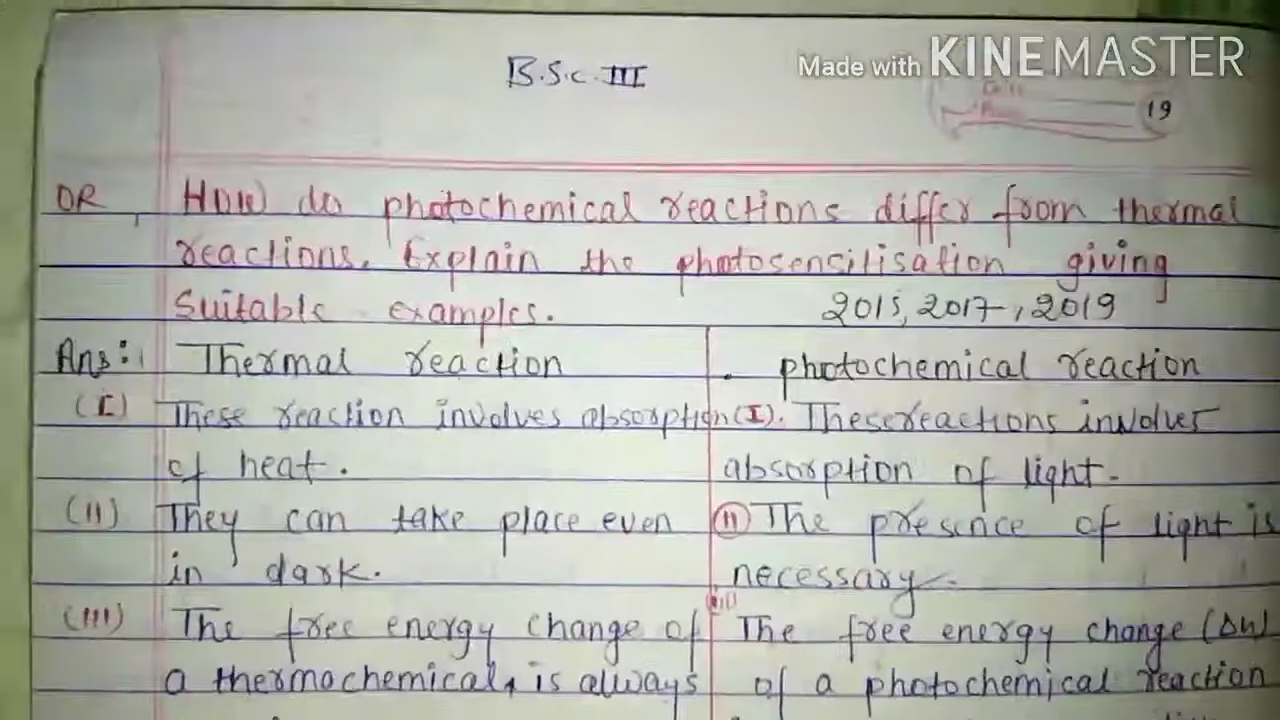 B.S.c. III
Made with KINEMASTER
19
OR, How do photochemical reactions differ from thermal
reactions. Explain the photosensilisation giving
Suitable examples. 2015, 2017, 2019
Ans: Thermal reaction photochemical reaction
(I) These reaction involves absorption (I). These reactions involves
of heat. absorption of light.
(II) They can take place even (II) The presence of light is
in dark. necessary.
(III) The free energy change of (III) The free energy change
a thermochemical, is always of a photochemical reaction